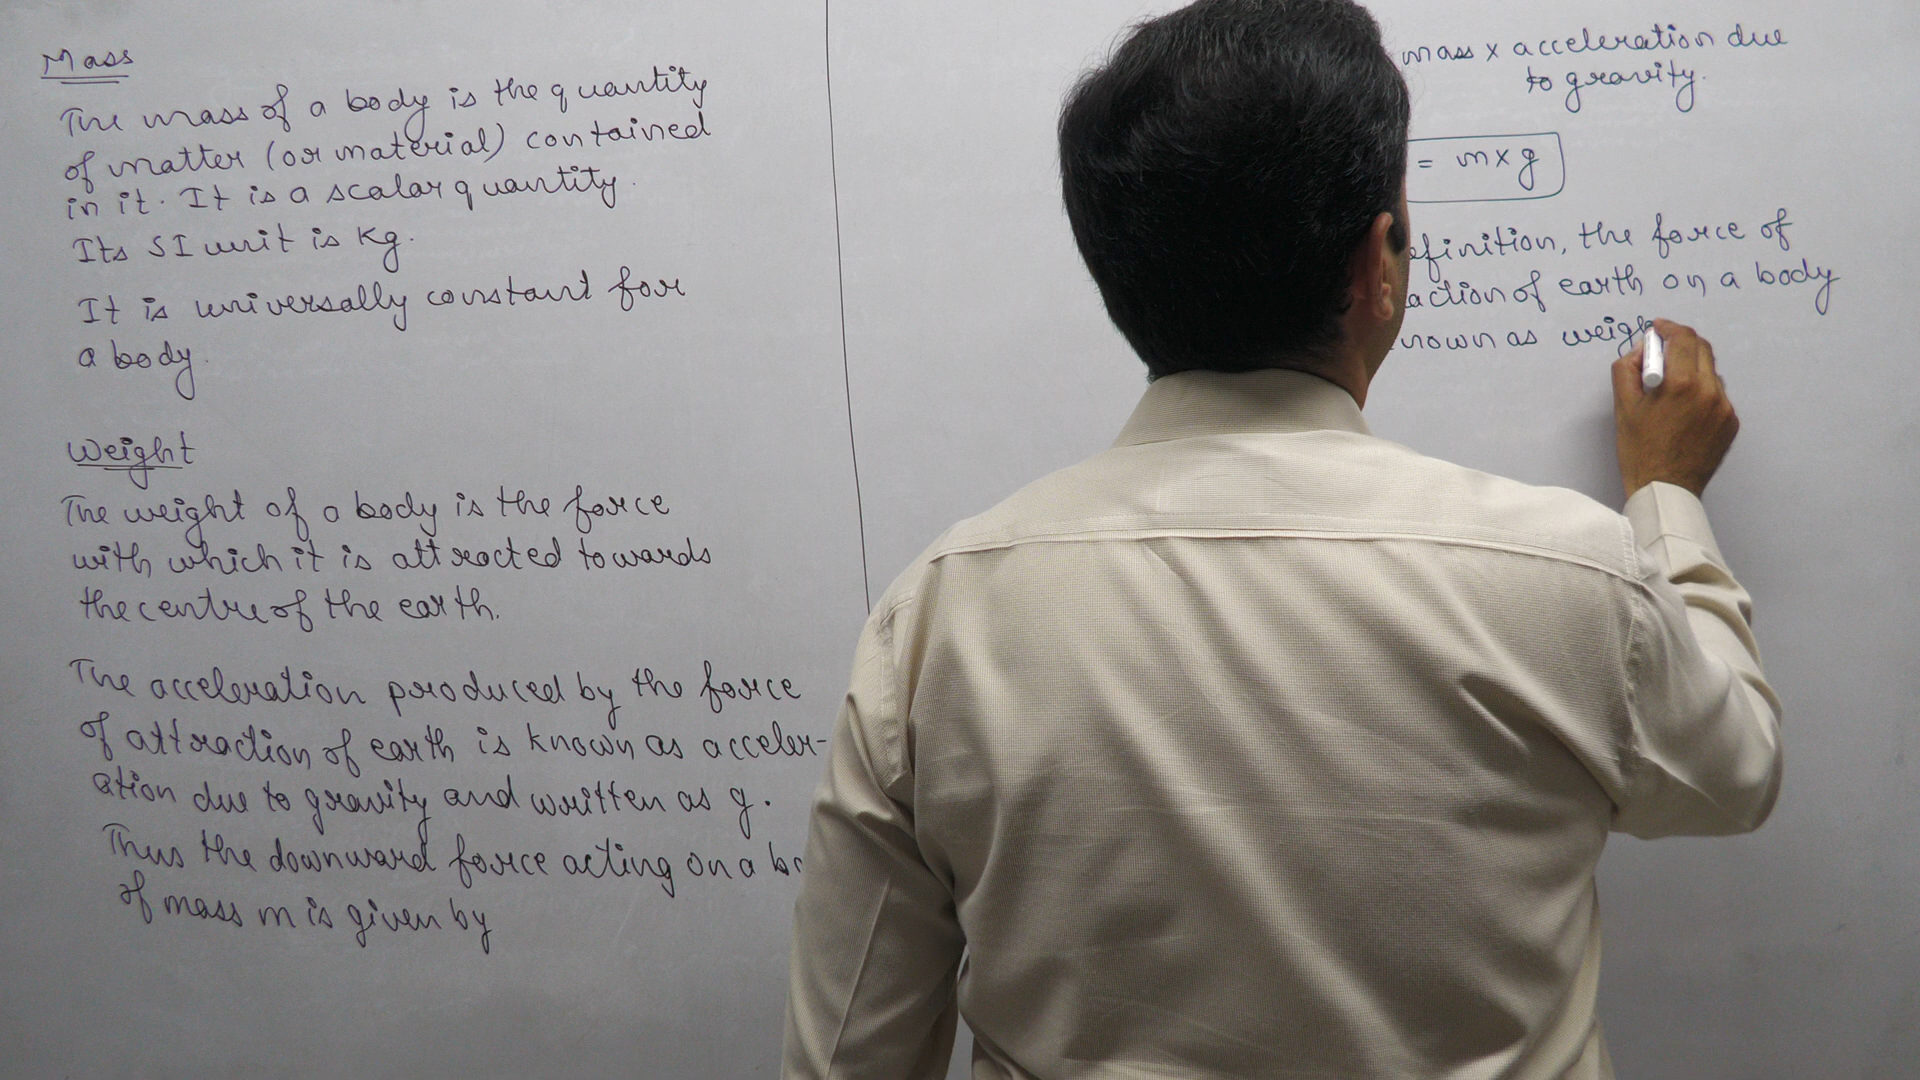 Mass
The mass of a body is the quantity
of matter (or material) contained
in it. It is a scalar quantity.
Its SI unit is Kg.
It is universally constant for
a body.
Weight
The weight of a body is the force
with which it is attracted towards
the centre of the earth.
The acceleration produced by the force
of attraction of earth is known as acceler-
ation due to gravity and written as g.
Thus the downward force acting on a
of mass m is given by
mass x acceleration due
to gravity.
= m x g
efinition, the force of
action of earth on a body
nown as weigh